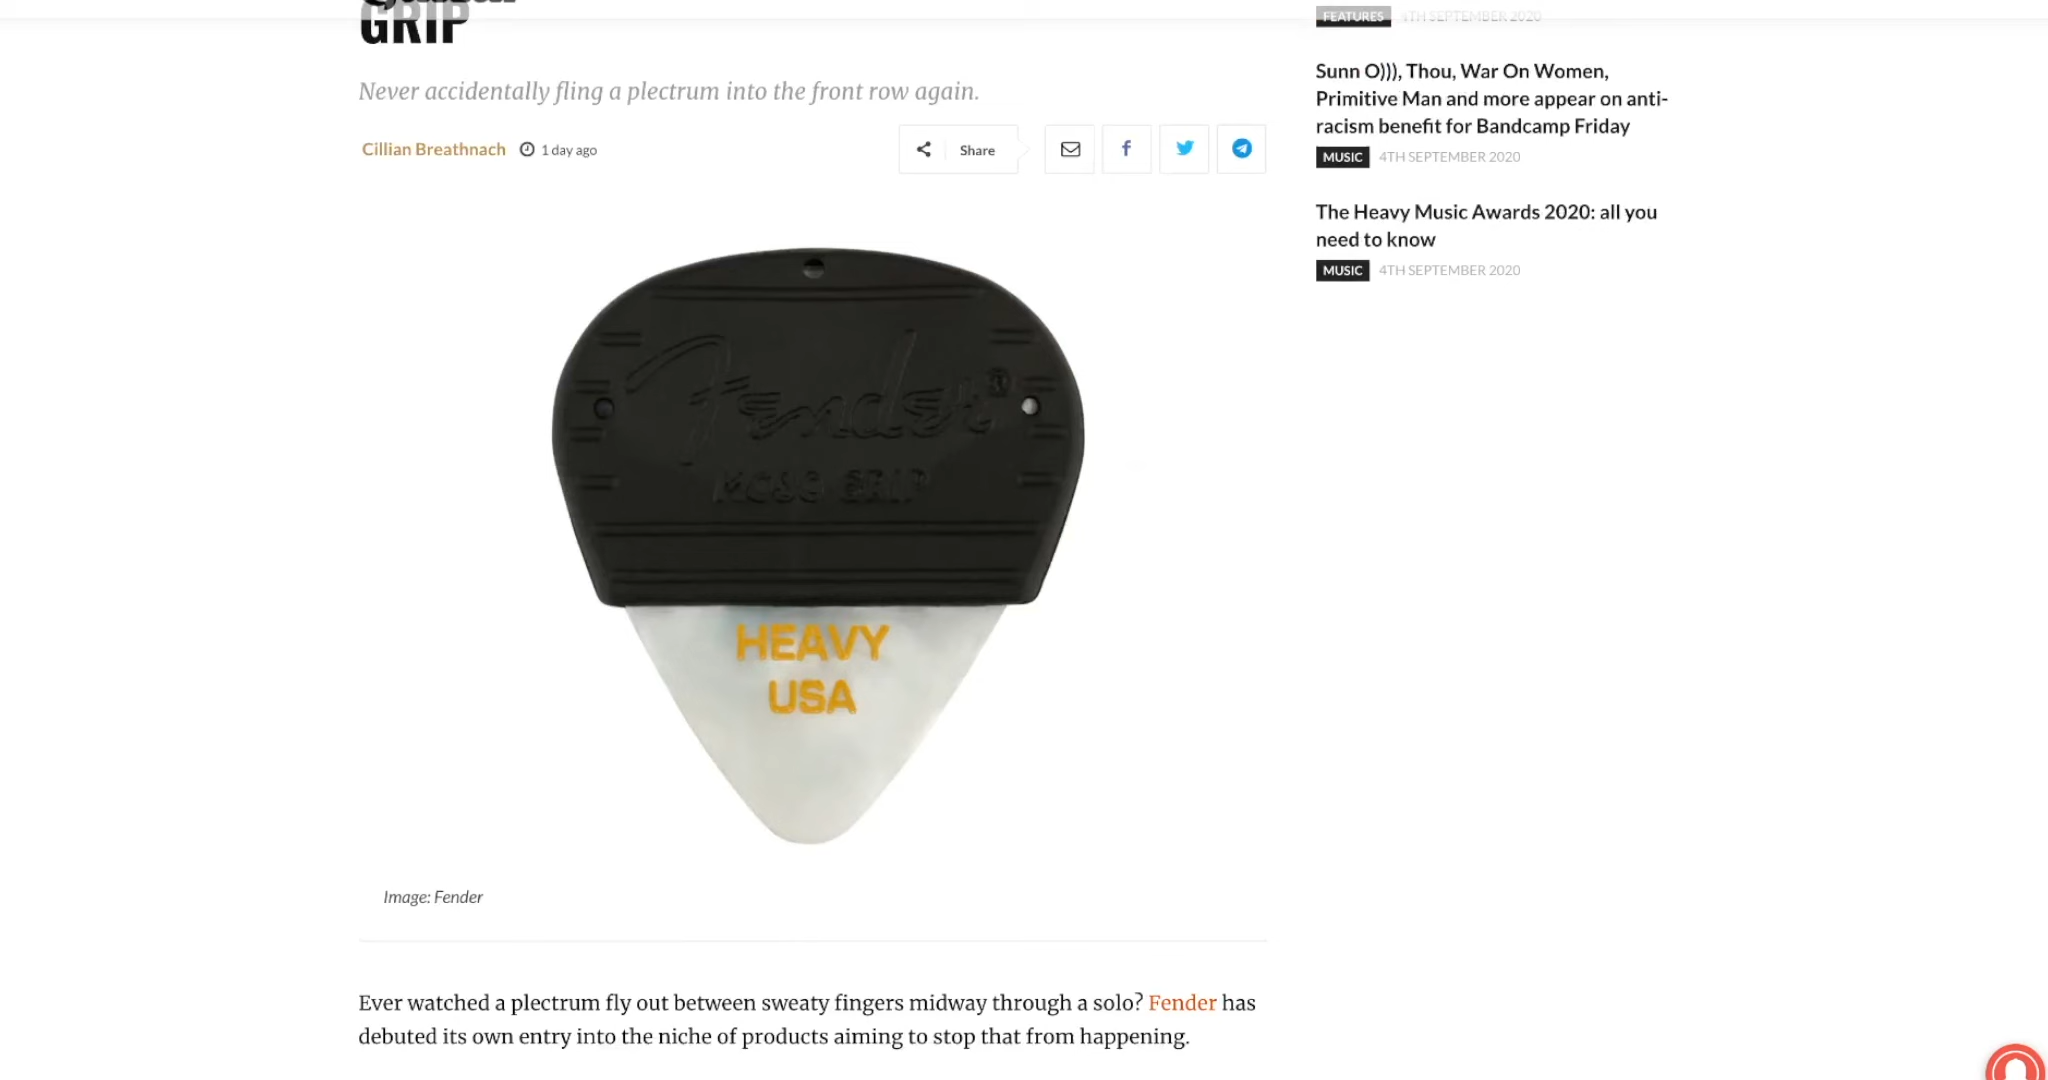 GRIP
Never accidentally fling a plectrum into the front row again.
Cillian Breathnach 1 day ago
Share
Fender®
HEAVY
USA
Image: Fender
Ever watched a plectrum fly out between sweaty fingers midway through a solo? Fender has
debuted its own entry into the niche of products aiming to stop that from happening.
FEATURES 4TH SEPTEMBER 2020
Sunn O))), Thou, War On Women,
Primitive Man and more appear on anti-
racism benefit for Bandcamp Friday
MUSIC 4TH SEPTEMBER 2020
The Heavy Music Awards 2020: all you
need to know
MUSIC 4TH SEPTEMBER 2020